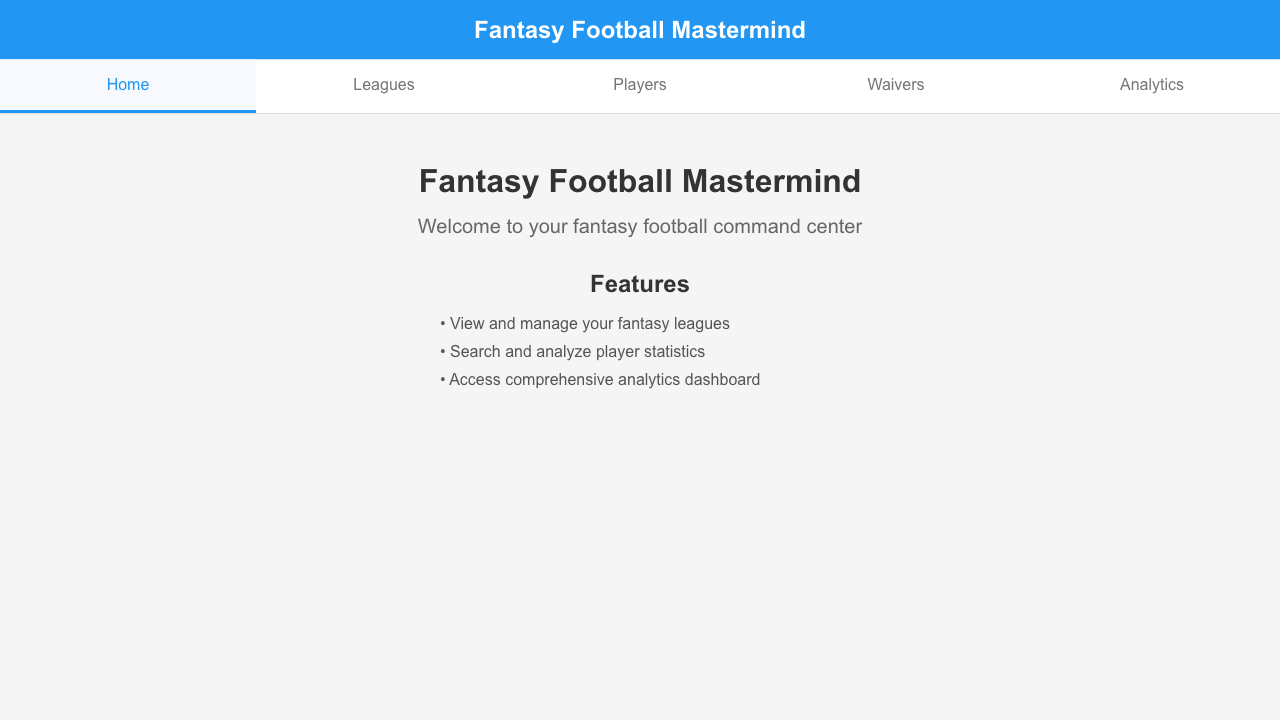 Fantasy Football Mastermind
Home Leagues Players Waivers Analytics
Fantasy Football Mastermind
Welcome to your fantasy football command center
Features
• View and manage your fantasy leagues
• Search and analyze player statistics
• Access comprehensive analytics dashboard